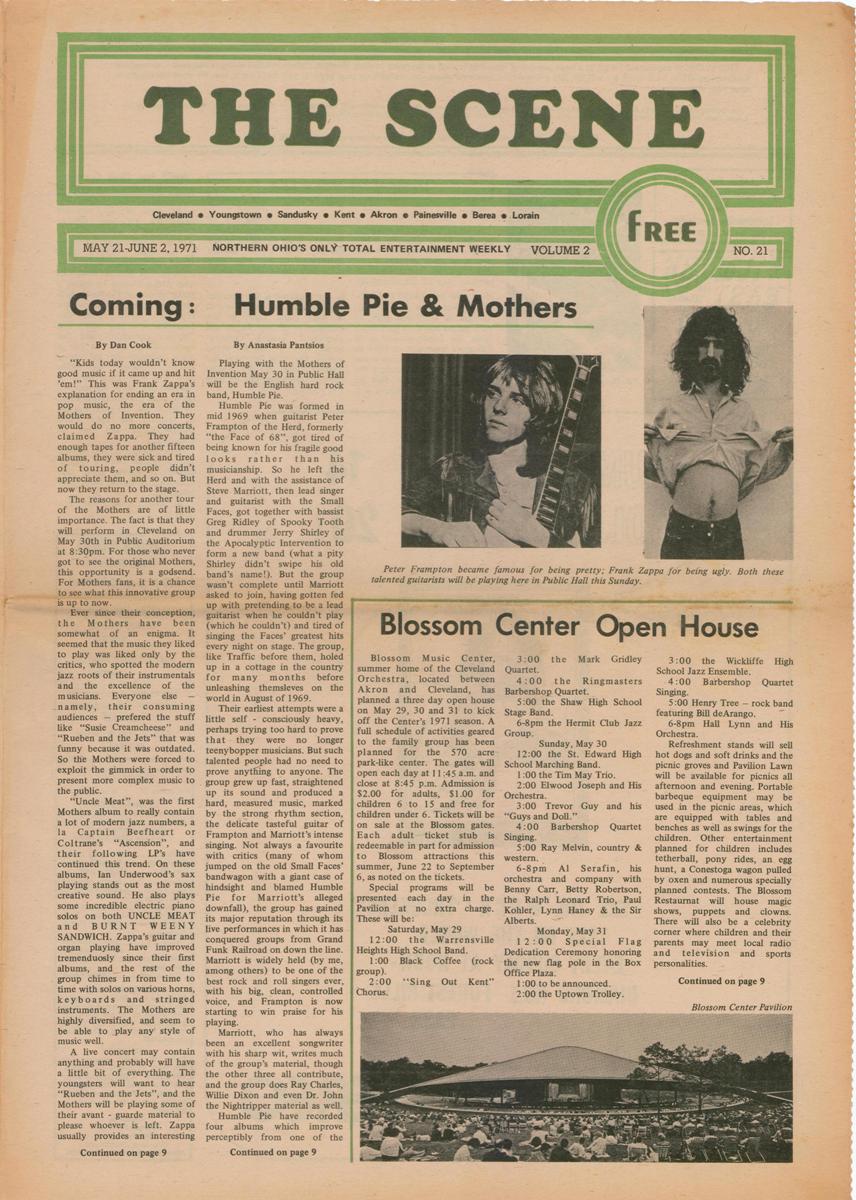 THE SCENE
Cleveland ● Youngstown ● Sandusky ● Kent ● Akron ● Painesville ● Berea ● Lorain
fREE
MAY 21-JUNE 2, 1971 NORTHERN OHIO'S ONLY TOTAL ENTERTAINMENT WEEKLY VOLUME 2 NO. 21
Coming: Humble Pie & Mothers
By Dan Cook
"Kids today wouldn't know
good music if it came up and hit
'em!" This was Frank Zappa's
explanation for ending an era in
pop music, the era of the
Mothers of Invention. They
would do no more concerts,
claimed Zappa. They had
enough tapes for another fifteen
albums, they were sick and tired
of touring, people didn't
appreciate them, and so on. But
now they return to the stage.
The reasons for another tour
of the Mothers are of little
importance. The fact is that they
will perform in Cleveland on
May 30th in Public Auditorium
at 8:30pm. For those who never
got to see the original Mothers,
this opportunity is a godsend.
For Mothers fans, it is a chance
to see what this innovative group
is up to now.
Ever since their conception,
the Mothers have been
somewhat of an enigma. It
seemed that the music they liked
to play was liked only by the
critics, who spotted the modern
jazz roots of their instrumentals
and the excellence of the
musicians. Everyone else —
namely, their consuming
audiences — prefered the stuff
like "Susie Creamcheese" and
"Rueben and the Jets" that was
funny because it was outdated.
So the Mothers were forced to
exploit the gimmick in order to
present more complex music to
the public.
"Uncle Meat", was the first
Mothers album to really contain
a lot of modern jazz numbers, a
la Captain Beefheart or
Coltrane's "Ascension", and
their following LP's have
continued this trend. On these
albums, Ian Underwood's sax
playing stands out as the most
creative sound. He also plays
some incredible electric piano
solos on both UNCLE MEAT
and BURNT WEENY
SANDWICH. Zappa's guitar and
organ playing have improved
tremendously since their first
albums, and the rest of the
group chimes in from time to
time with solos on various horns,
keyboards and stringed
instruments. The Mothers are
highly diversified, and seem to
be able to play any style of
music well.
A live concert may contain
anything and probably will have
a little bit of everything. The
youngsters will want to hear
"Rueben and the Jets", and the
Mothers will be playing some of
their avant - guarde material to
please whoever is left. Zappa
usually provides an interesting
Continued on page 9
By Anastasia Pantsios
Playing with the Mothers of
Invention May 30 in Public Hall
will be the English hard rock
band, Humble Pie.
Humble Pie was formed in
mid 1969 when guitarist Peter
Frampton of the Herd, formerly
"the Face of 68", got tired of
being known for his fragile good
looks rather than his
musicianship. So he left the
Herd and with the assistance of
Steve Marriott, then lead singer
and guitarist with the Small
Faces, got together with bassist
Greg Ridley of Spooky Tooth
and drummer Jerry Shirley of
the Apocalyptic Intervention to
form a new band (what a pity
Shirley didn't swipe his old
band's name!). But the group
wasn't complete until Marriott
asked to join, having gotten fed
up with pretending to be a lead
guitarist when he couldn't play
(which he couldn't) and tired of
singing the Faces' greatest hits
every night on stage. The group,
like Traffic before them, holed
up in a cottage in the country
for many months before
unleashing themsleves on the
world in August of 1969.
Their earliest attempts were a
little self - consciously heavy,
perhaps trying too hard to prove
that they were no longer
teenybopper musicians. But such
talented people had no need to
prove anything to anyone. The
group grew up fast, straightened
up its sound and produced a
hard, measured music, marked
by the strong rhythm section,
the delicate tasteful guitar of
Frampton and Marriott's intense
singing. Not always a favourite
with critics (many of whom
jumped on the old Small Faces'
bandwagon with a giant case of
hindsight and blamed Humble
Pie for Marriott's alleged
downfall), the group has gained
its major reputation through its
live performances in which it has
conquered groups from Grand
Funk Railroad on down the line.
Marriott is widely held (by me,
among others) to be one of the
best rock and roll singers ever,
with his big, clean, controlled
voice, and Frampton is now
starting to win praise for his
playing.
Marriott, who has always
been an excellent songwriter
with his sharp wit, writes much
of the group's material, though
the other three all contribute,
and the group does Ray Charles,
Willie Dixon and even Dr. John
the Nightripper material as well.
Humble Pie have recorded
four albums which improve
perceptibly from one of the
Continued on page 9
Peter Frampton became famous for being pretty; Frank Zappa for being ugly. Both these
talented guitarists will be playing here in Public Hall this Sunday.
Blossom Center Open House
Blossom Music Center,
summer home of the Cleveland
Orchestra, located between
Akron and Cleveland, has
planned a three day open house
on May 29, 30, and 31 to kick
off the Center's 1971 season. A
full schedule of activities geared
to the family group has been
planned for the 570 acre
park-like center. The gates will
open each day at 11:45 a.m. and
close at 8:45 p.m. Admission is
$2.00 for adults, $1.00 for
children 6 to 15 and free for
children under 6. Tickets will be
on sale at the Blossom gates.
Each adult ticket stub is
redeemable in part for admission
to Blossom attractions this
summer, June 22 to September
6, as noted on the tickets.
Special programs will be
presented each day in the
Pavilion at no extra charge.
These will be:
Saturday, May 29
12:00 the Warrensville
Heights High School Band.
1:00 Black Coffee (rock
group).
2:00 "Sing Out Kent"
Chorus.
3:00 the Mark Gridley
Quartet.
4:00 the Ringmasters
Barbershop Quartet.
5:00 the Shaw High School
Stage Band.
6-8pm the Hermit Club Jazz
Group.
Sunday, May 30
12:00 the St. Edward High
School Marching Band.
1:00 the Tim May Trio.
2:00 Elwood Joseph and His
Orchestra.
3:00 Trevor Guy and his
"Guys and Doll."
4:00 Barbershop Quartet
Singing.
5:00 Ray Melvin, country &
western.
6-8pm Al Serafin, his
orchestra and company with
Benny Carr, Betty Robertson,
the Ralph Leonard Trio, Paul
Kohler, Lynn Haney & the Sir
Alberts.
Monday, May 31
12:00 Special Flag
Dedication Ceremony honoring
the new flag pole in the Box
Office Plaza.
1:00 to be announced.
2:00 the Uptown Trolley.
3:00 the Wickliffe High
School Jazz Ensemble.
4:00 Barbershop Quartet
Singing.
5:00 Henry Tree — rock band
featuring Bill deArango.
6-8pm Hall Lynn and His
Orchestra.
Refreshment stands will sell
hot dogs and soft drinks and the
picnic groves and Pavilion Lawn
will be available for picnics all
afternoon and evening. Portable
barbeque equipment may be
used in the picnic areas, which
are equipped with tables and
benches as well as swings for the
children. Other entertainment
planned for children includes
tetherball, pony rides, an egg
hunt, a Conestoga wagon pulled
by oxen and numerous specially
planned contests. The Blossom
Restaurnat will house magic
shows, puppets and clowns.
There will also be a celebrity
corner where children and their
parents may meet local radio
and television and sports
personalities.
Continued on page 9
Blossom Center Pavilion